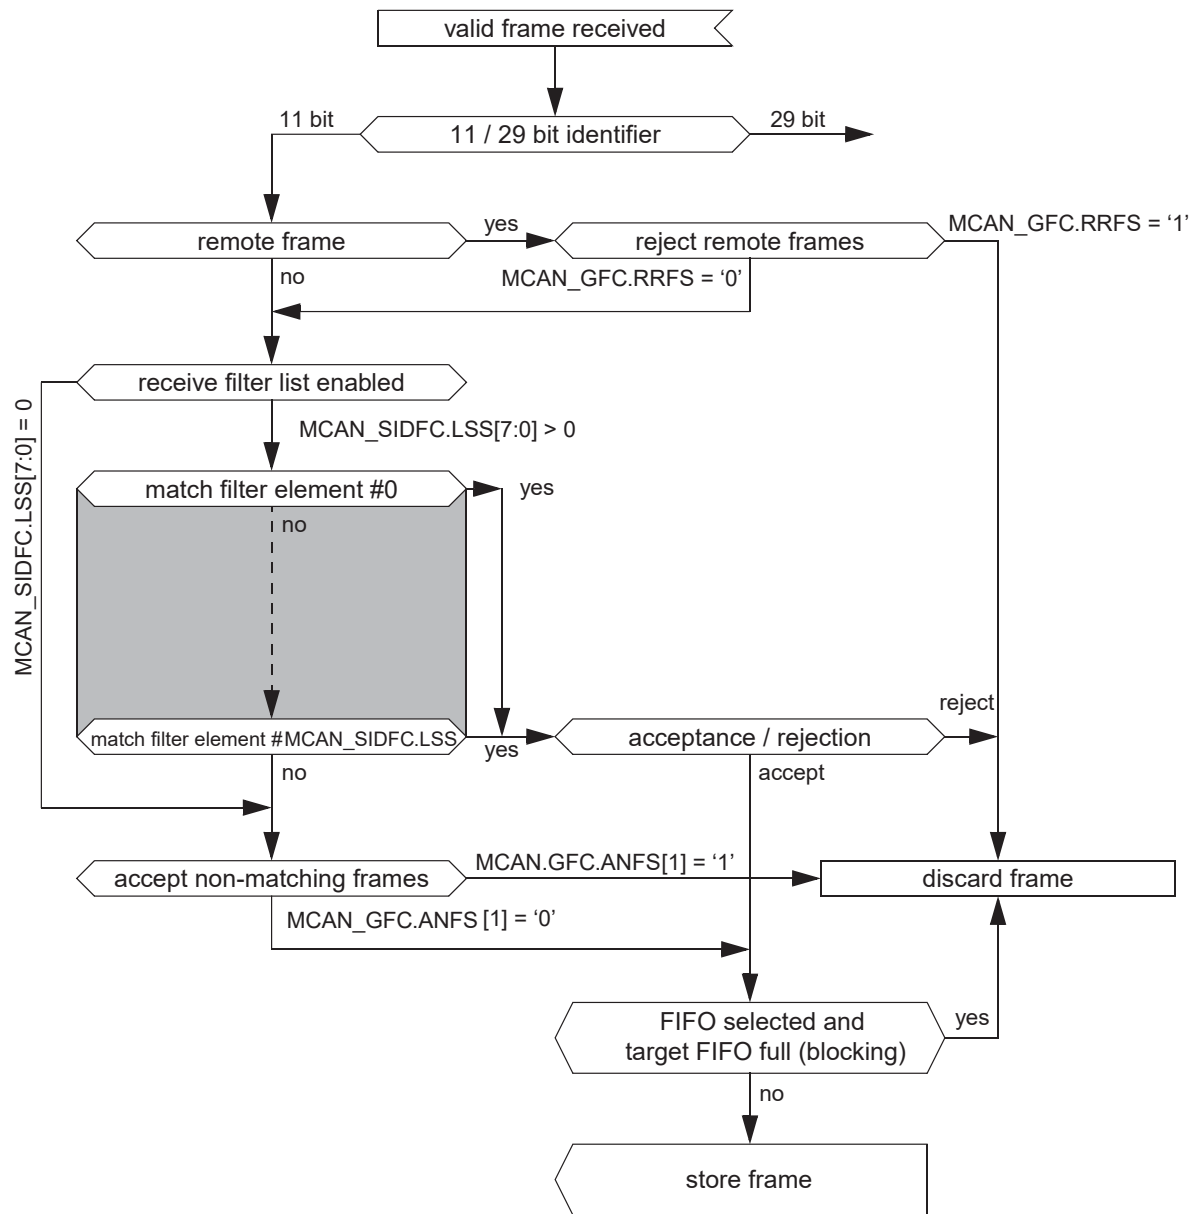 valid frame received
11 bit
11 / 29 bit identifier
29 bit
remote frame
yes
reject remote frames
MCAN_GFC.RRFS = ‘1’
no
MCAN_GFC.RRFS = ‘0’
receive filter list enabled
MCAN_SIDFC.LSS[7:0] = 0
MCAN_SIDFC.LSS[7:0] > 0
match filter element #0
yes
no
match filter element #MCAN_SIDFC.LSS
yes
acceptance / rejection
reject
no
accept
accept non-matching frames
MCAN.GFC.ANFS[1] = ‘1’
discard frame
MCAN_GFC.ANFS [1] = ‘0’
FIFO selected and
target FIFO full (blocking)
yes
no
store frame